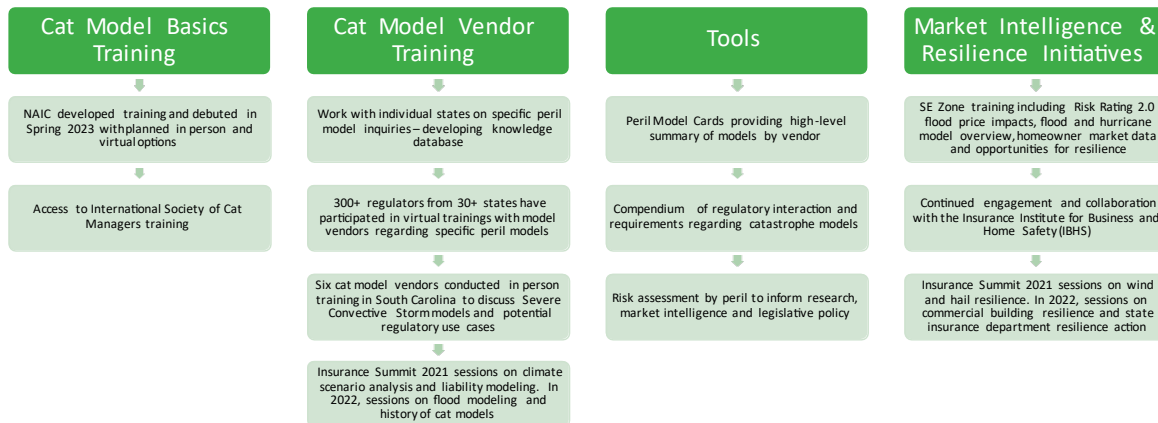 Cat Model Basics
Training
NAIC developed training and debuted in
Spring 2023 with planned in person and
virtual options
Access to International Society of Cat
Managers training
Cat Model Vendor
Training
Work with individual states on specific peril
model inquiries – developing knowledge
database
300+ regulators from 30+ states have
participated in virtual trainings with model
vendors regarding specific peril models
Six cat model vendors conducted in person
training in South Carolina to discuss Severe
Convective Storm models and potential
regulatory use cases
Insurance Summit 2021 sessions on climate
scenario analysis and liability modeling. In
2022, sessions on flood modeling and
history of cat models
Tools
Peril Model Cards providing high-level
summary of models by vendor
Compendium of regulatory interaction and
requirements regarding catastrophe models
Risk assessment by peril to inform research,
market intelligence and legislative policy
Market Intelligence &
Resilience Initiatives
SE Zone training including Risk Rating 2.0
flood price impacts, flood and hurricane
model overview, homeowner market data
and opportunities for resilience
Continued engagement and collaboration
with the Insurance Institute for Business and
Home Safety (IBHS)
Insurance Summit 2021 sessions on wind
and hail resilience. In 2022, sessions on
commercial building resilience and state
insurance department resilience action